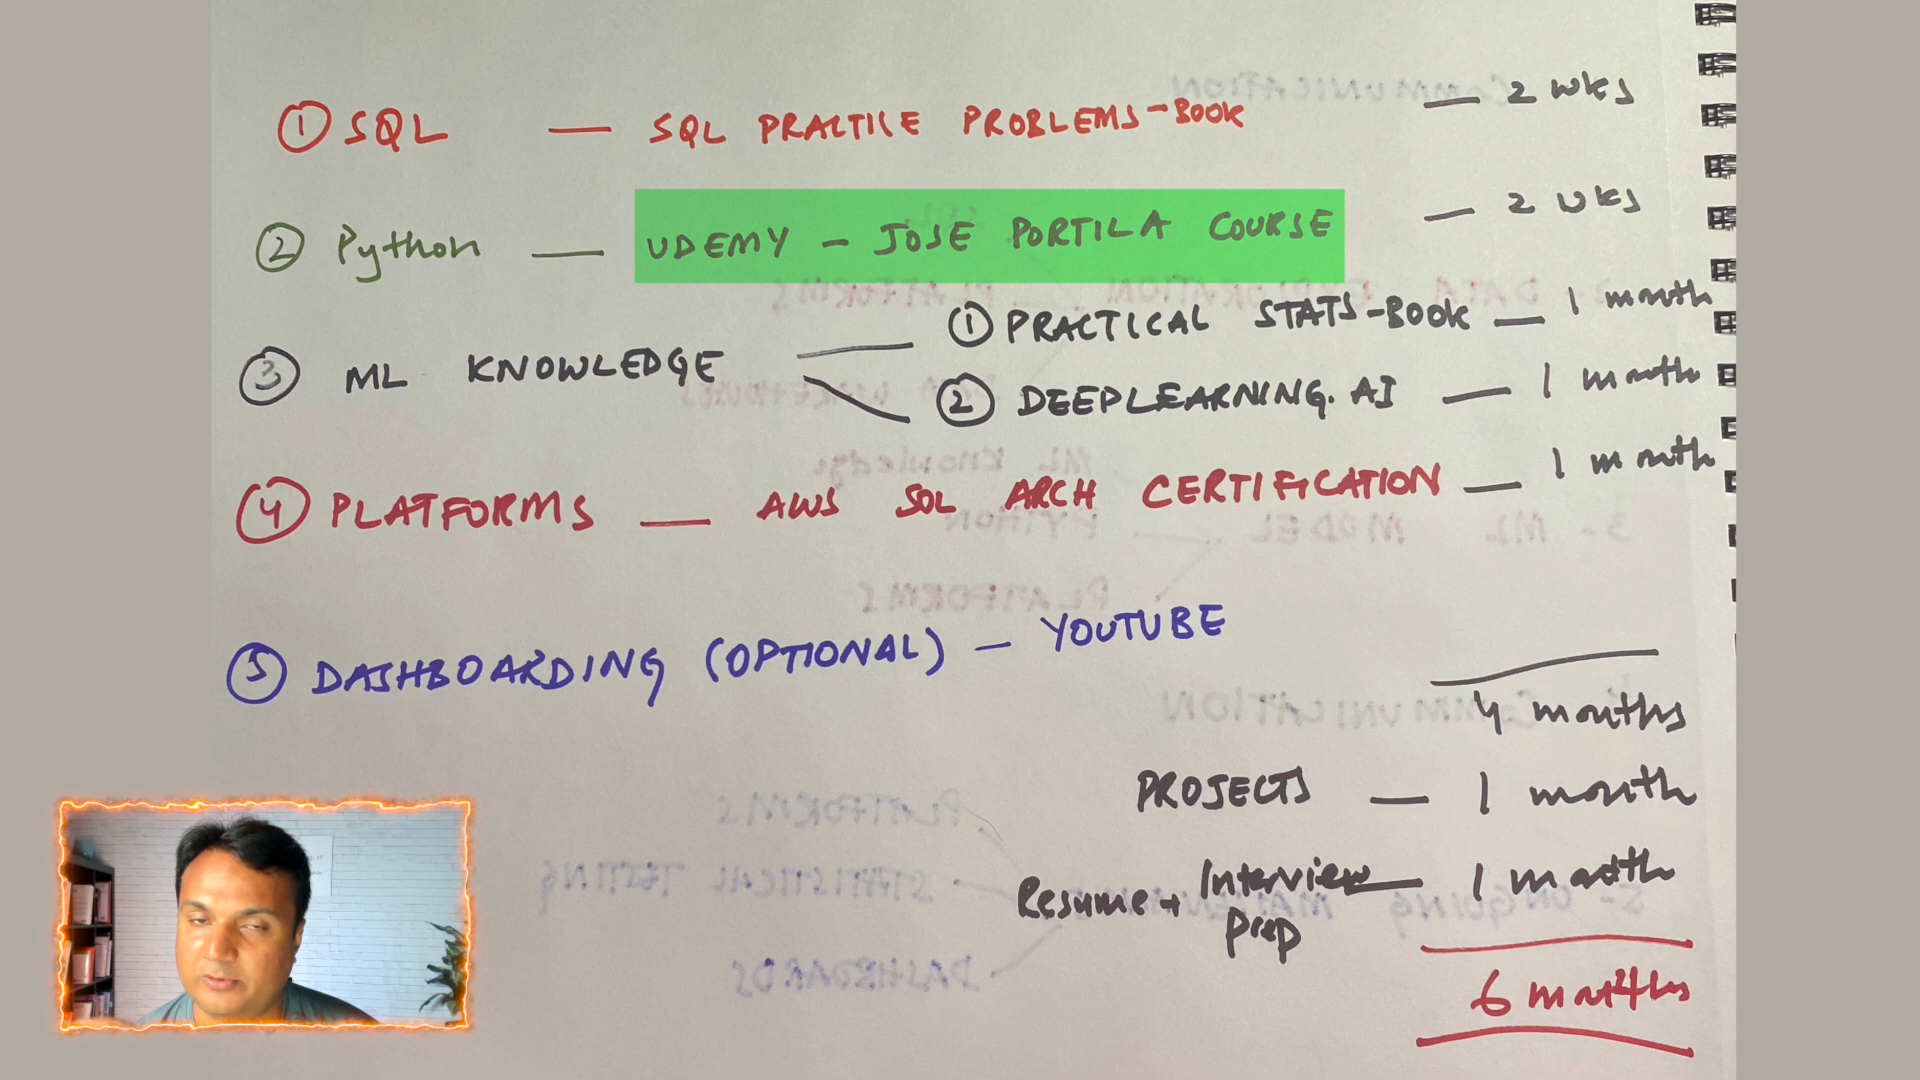 ① SQL — SQL PRACTICE PROBLEMS-BOOK — 2 wks
② Python — UDEMY - JOSE PORTILA COURSE — 2 wks
③ ML KNOWLEDGE
① PRACTICAL STATS-BOOK — 1 month
② DEEPLEARNING.AI — 1 month
④ PLATFORMS — AWS SOL ARCH CERTIFICATION — 1 month
⑤ DASHBOARDING (OPTIONAL) - YOUTUBE
4 months
PROJECTS — 1 month
Resume + Interview prep — 1 month
6 months